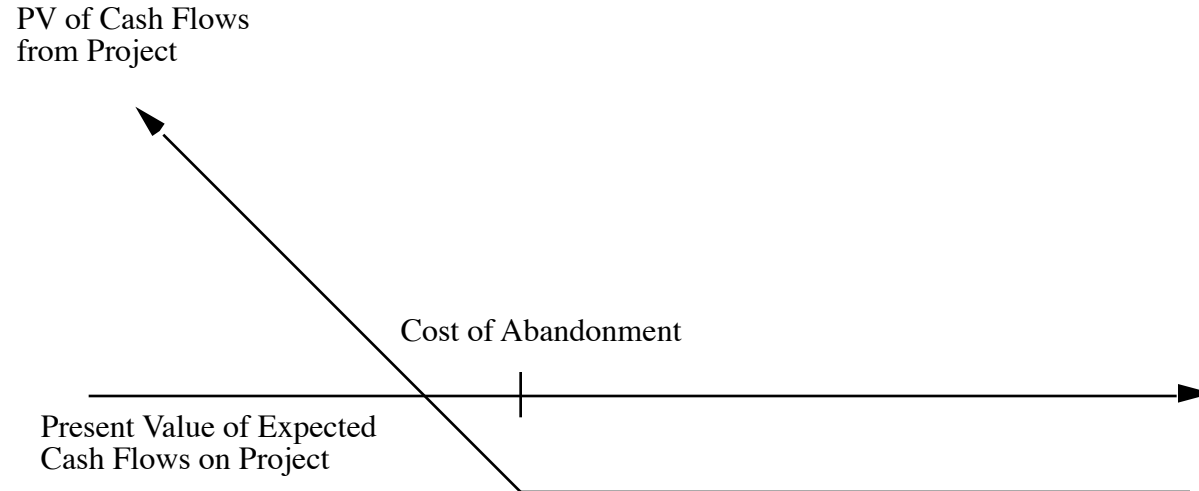 PV of Cash Flows
from Project
Cost of Abandonment
Present Value of Expected
Cash Flows on Project